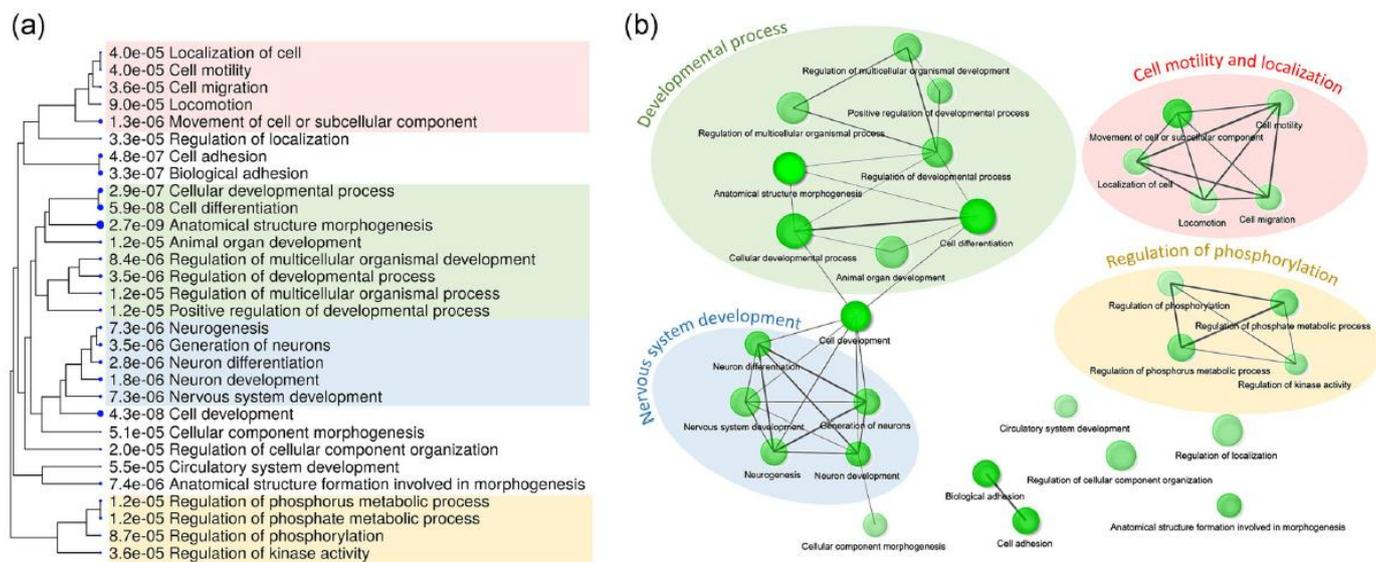 (a)
4.0e-05 Localization of cell
4.0e-05 Cell motility
3.6e-05 Cell migration
9.0e-05 Locomotion
1.3e-06 Movement of cell or subcellular component
3.3e-05 Regulation of localization
4.8e-07 Cell adhesion
3.3e-07 Biological adhesion
2.9e-07 Cellular developmental process
5.9e-08 Cell differentiation
2.7e-09 Anatomical structure morphogenesis
1.2e-05 Animal organ development
8.4e-06 Regulation of multicellular organismal development
3.5e-06 Regulation of developmental process
1.2e-05 Regulation of multicellular organismal process
1.2e-05 Positive regulation of developmental process
7.3e-06 Neurogenesis
3.5e-06 Generation of neurons
2.8e-06 Neuron differentiation
1.8e-06 Neuron development
7.3e-06 Nervous system development
4.3e-08 Cell development
5.1e-05 Cellular component morphogenesis
2.0e-05 Regulation of cellular component organization
5.5e-05 Circulatory system development
7.4e-06 Anatomical structure formation involved in morphogenesis
1.2e-05 Regulation of phosphorus metabolic process
1.2e-05 Regulation of phosphate metabolic process
8.7e-05 Regulation of phosphorylation
3.6e-05 Regulation of kinase activity
(b)
Developmental process
Regulation of multicellular organismal development
Positive regulation of developmental process
Regulation of multicellular organismal process
Regulation of developmental process
Anatomical structure morphogenesis
Cell differentiation
Cellular developmental process
Animal organ development
Cell motility and localization
Cell motility
Movement of cell or subcellular component
Localization of cell
Locomotion
Cell migration
Regulation of phosphorylation
Regulation of phosphorylation
Regulation of phosphate metabolic process
Regulation of phosphorus metabolic process
Regulation of kinase activity
Nervous system development
Cell development
Neuron differentiation
Nervous system development
Generation of neurons
Neurogenesis
Neuron development
Cellular component morphogenesis
Circulatory system development
Regulation of localization
Regulation of cellular component organization
Biological adhesion
Cell adhesion
Anatomical structure formation involved in morphogenesis